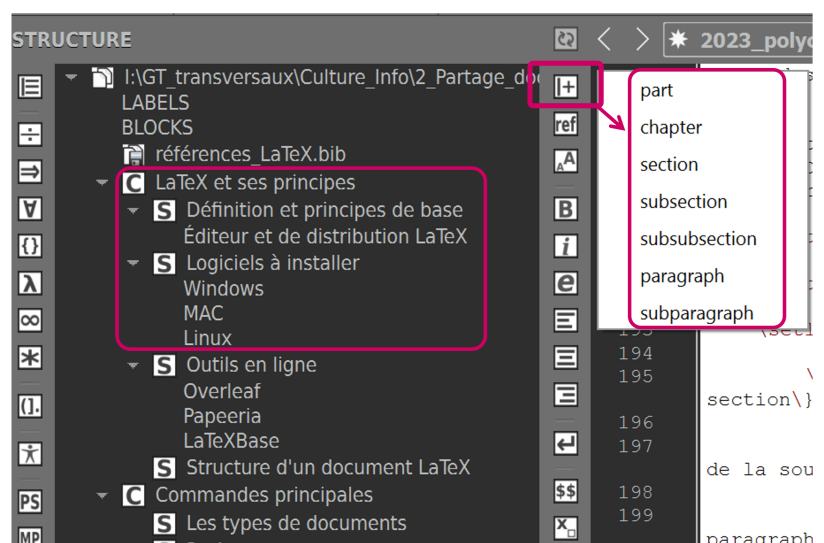 STRUCTURE
2023_polyc
I:\GT_transversaux\Culture_Info\2_Partage_do
LABELS
BLOCKS
références_LaTeX.bib
C LaTeX et ses principes
S Définition et principes de base
Éditeur et de distribution LaTeX
S Logiciels à installer
Windows
MAC
Linux
S Outils en ligne
Overleaf
Papeeria
LaTeXBase
S Structure d'un document LaTeX
C Commandes principales
S Les types de documents
÷
⇒
∀
{}
λ
∞
*
(].
PS
MP
ref
AA
B
i
e
$$
X
part
chapter
section
subsection
subsubsection
paragraph
subparagraph
194
195
section\}
196
197
de la sou
198
199
paragraph